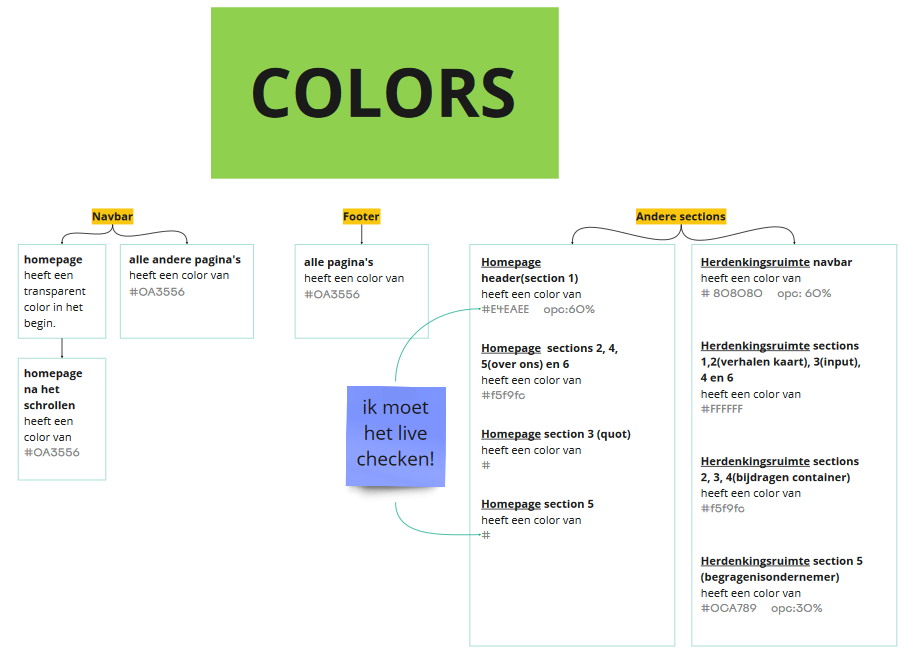 COLORS
Navbar
homepage
heeft een
transparent
color in het
begin.
alle andere pagina's
heeft een color van
#0A3556
homepage
na het
schrollen
heeft een
color van
#0A3556
Footer
alle pagina's
heeft een color van
#0A3556
ik moet
het live
checken!
Andere sections
Homepage
header(section 1)
heeft een color van
#E4EAEE opc:60%
Homepage sections 2, 4,
5(over ons) en 6
heeft een color van
#f5f9fc
Homepage section 3 (quot)
heeft een color van
#
Homepage section 5
heeft een color van
#
Herdenkingsruimte navbar
heeft een color van
# 808080 opc: 60%
Herdenkingsruimte sections
1,2(verhalen kaart), 3(input),
4 en 6
heeft een color van
#FFFFFF
Herdenkingsruimte sections
2, 3, 4(bijdragen container)
heeft een color van
#f5f9fc
Herdenkingsruimte section 5
(begragenisondernemer)
heeft een color van
#0CA789 opc:30%